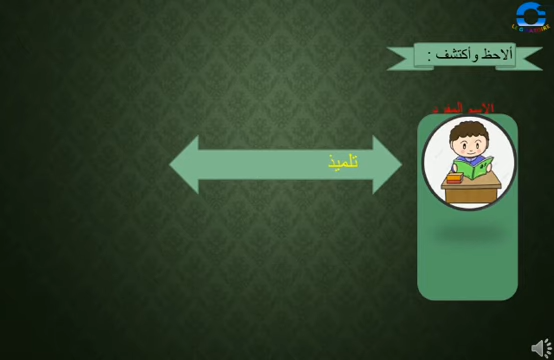 ألاحظ وأكتشف :
الاسم المفرد
تلميذ